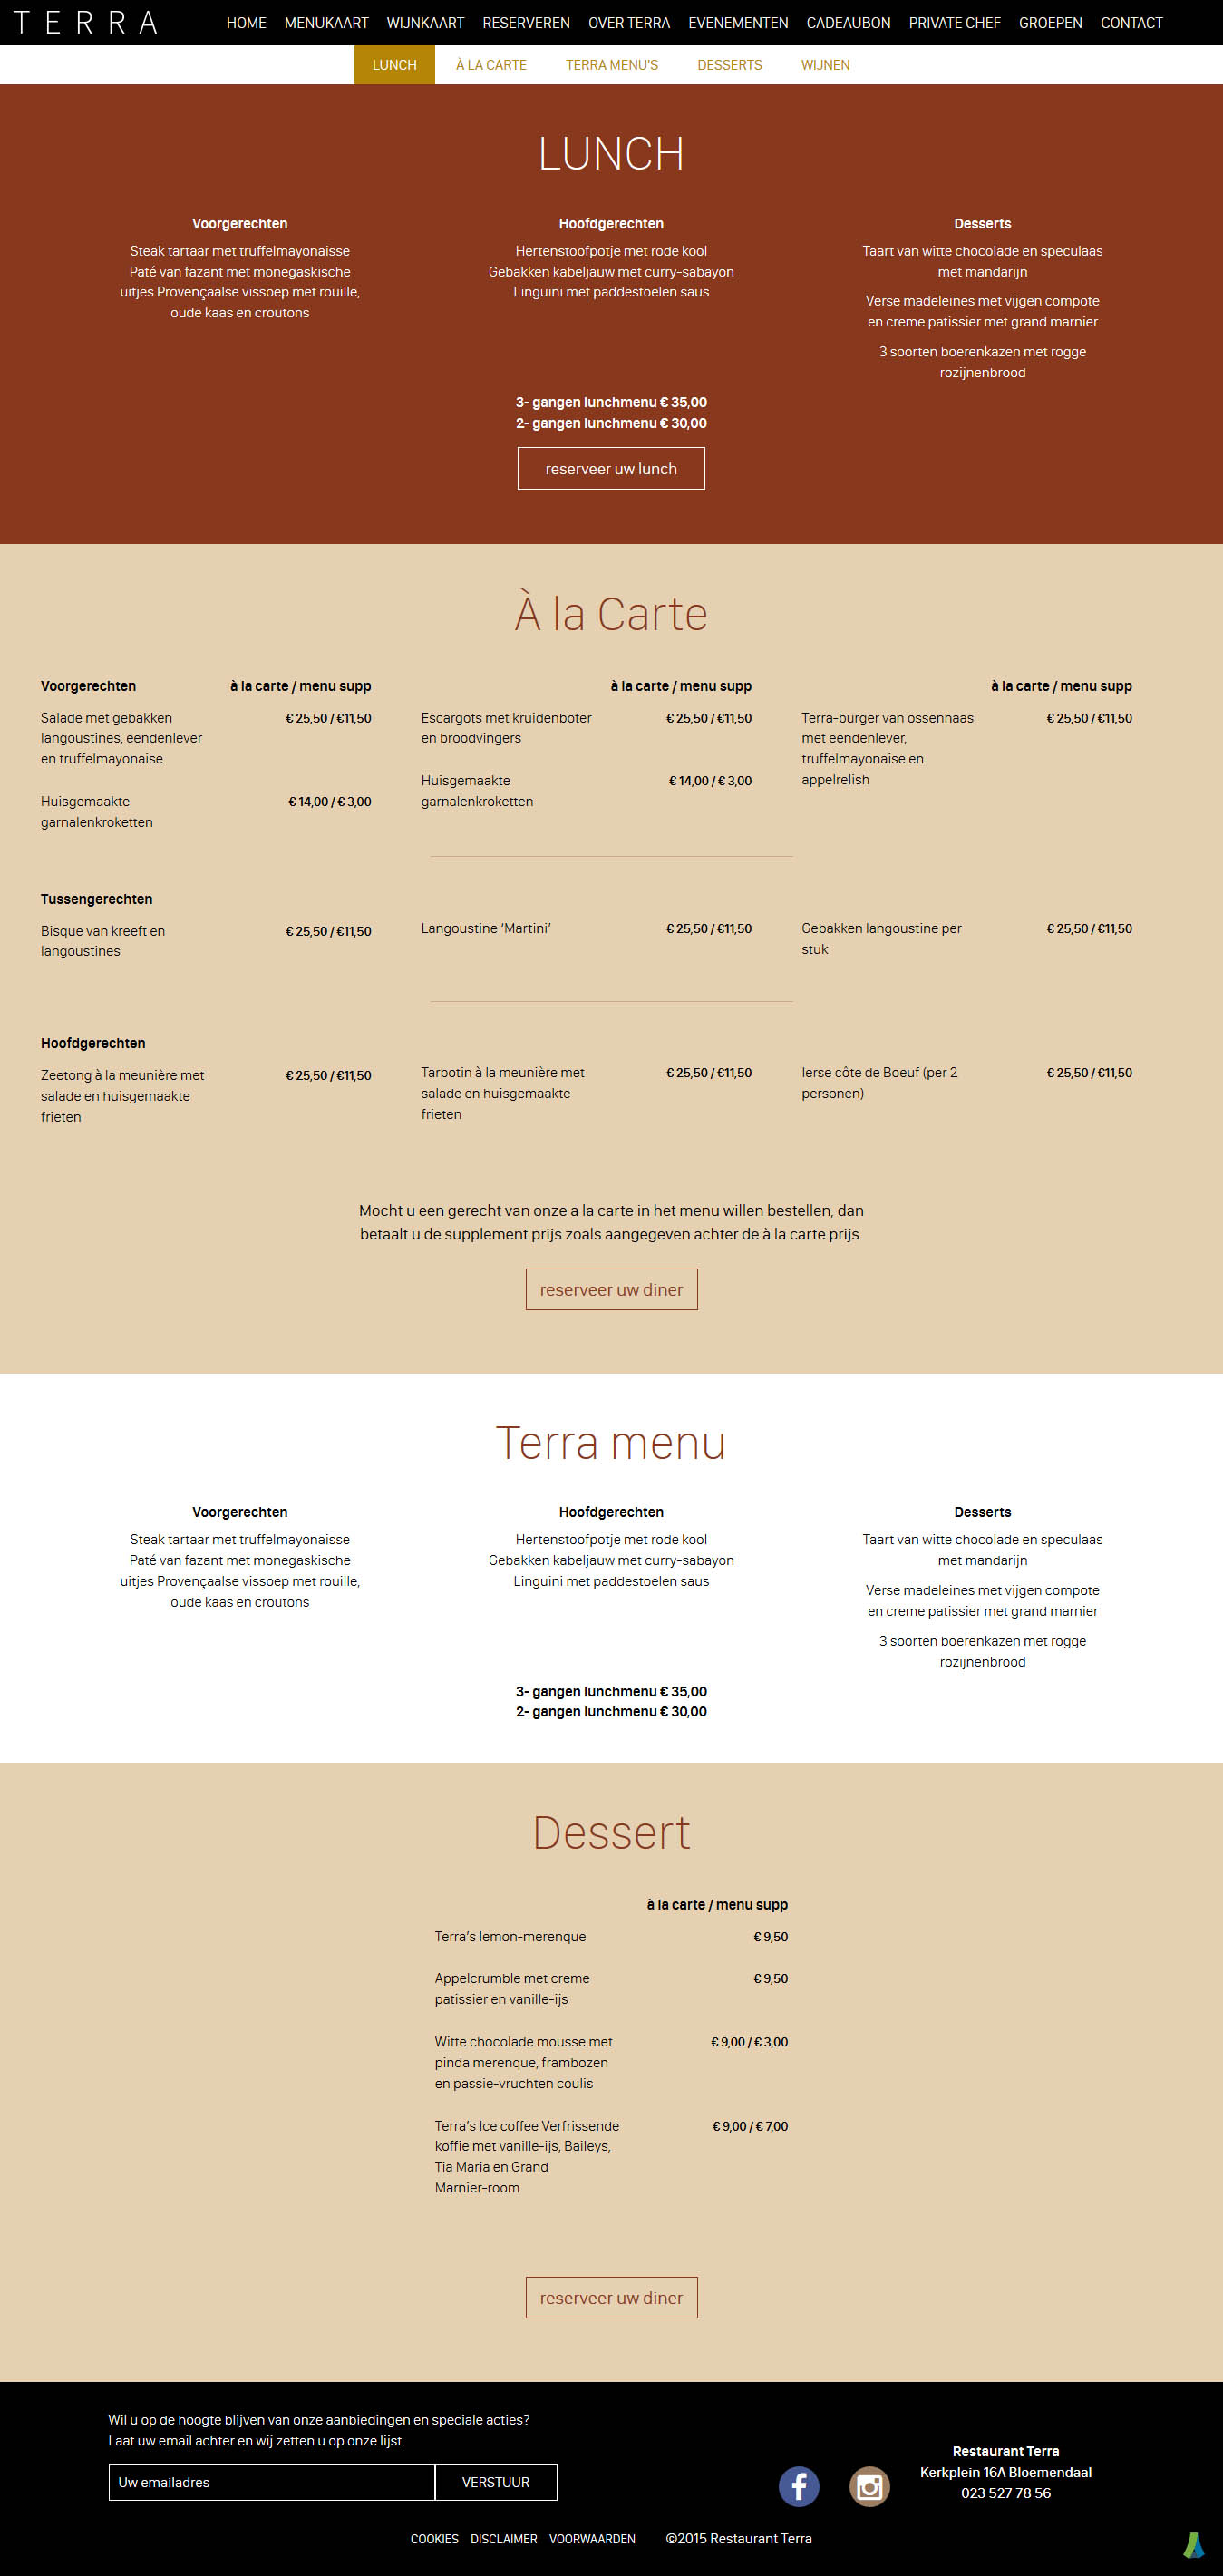 TERRA HOME MENUKAART WIJNKAART RESERVEREN OVER TERRA EVENEMENTEN CADEAUBON PRIVATE CHEF GROEPEN CONTACT
LUNCH À LA CARTE TERRA MENU'S DESSERTS WIJNEN
LUNCH
Voorgerechten
Steak tartaar met truffelmayonaisse
Paté van fazant met monegaskische
uitjes Provençaalse vissoep met rouille,
oude kaas en croutons
Hoofdgerechten
Hertenstoofpotje met rode kool
Gebakken kabeljauw met curry-sabayon
Linguini met paddestoelen saus
Desserts
Taart van witte chocolade en speculaas
met mandarijn
Verse madeleines met vijgen compote
en creme patissier met grand marnier
3 soorten boerenkazen met rogge
rozijnenbrood
3- gangen lunchmenu € 35,00
2- gangen lunchmenu € 30,00
reserveer uw lunch
À la Carte
Voorgerechten à la carte / menu supp
Salade met gebakken € 25,50 / €11,50
langoustines, eendenlever
en truffelmayonaise
Huisgemaakte € 14,00 / € 3,00
garnalenkroketten
à la carte / menu supp
Escargots met kruidenboter € 25,50 / €11,50
en broodvingers
Huisgemaakte € 14,00 / € 3,00
garnalenkroketten
à la carte / menu supp
Terra-burger van ossenhaas € 25,50 / €11,50
met eendenlever,
truffelmayonaise en
appelrelish
Tussengerechten
Bisque van kreeft en € 25,50 / €11,50
langoustines
Langoustine ‘Martini’ € 25,50 / €11,50
Gebakken langoustine per € 25,50 / €11,50
stuk
Hoofdgerechten
Zeetong à la meunière met € 25,50 / €11,50
salade en huisgemaakte
frieten
Tarbotin à la meunière met € 25,50 / €11,50
salade en huisgemaakte
frieten
Ierse côte de Boeuf (per 2 € 25,50 / €11,50
personen)
Mocht u een gerecht van onze a la carte in het menu willen bestellen, dan
betaalt u de supplement prijs zoals aangegeven achter de à la carte prijs.
reserveer uw diner
Terra menu
Voorgerechten
Steak tartaar met truffelmayonaisse
Paté van fazant met monegaskische
uitjes Provençaalse vissoep met rouille,
oude kaas en croutons
Hoofdgerechten
Hertenstoofpotje met rode kool
Gebakken kabeljauw met curry-sabayon
Linguini met paddestoelen saus
Desserts
Taart van witte chocolade en speculaas
met mandarijn
Verse madeleines met vijgen compote
en creme patissier met grand marnier
3 soorten boerenkazen met rogge
rozijnenbrood
3- gangen lunchmenu € 35,00
2- gangen lunchmenu € 30,00
Dessert
à la carte / menu supp
Terra’s lemon-merenque € 9,50
Appelcrumble met creme € 9,50
patissier en vanille-ijs
Witte chocolade mousse met € 9,00 / € 3,00
pinda merenque, frambozen
en passie-vruchten coulis
Terra’s Ice coffee Verfrissende € 9,00 / € 7,00
koffie met vanille-ijs, Baileys,
Tia Maria en Grand
Marnier-room
reserveer uw diner
Wil u op de hoogte blijven van onze aanbiedingen en speciale acties?
Laat uw email achter en wij zetten u op onze lijst.
Uw emailadres VERSTUUR
Restaurant Terra
Kerkplein 16A Bloemendaal
023 527 78 56
COOKIES DISCLAIMER VOORWAARDEN ©2015 Restaurant Terra